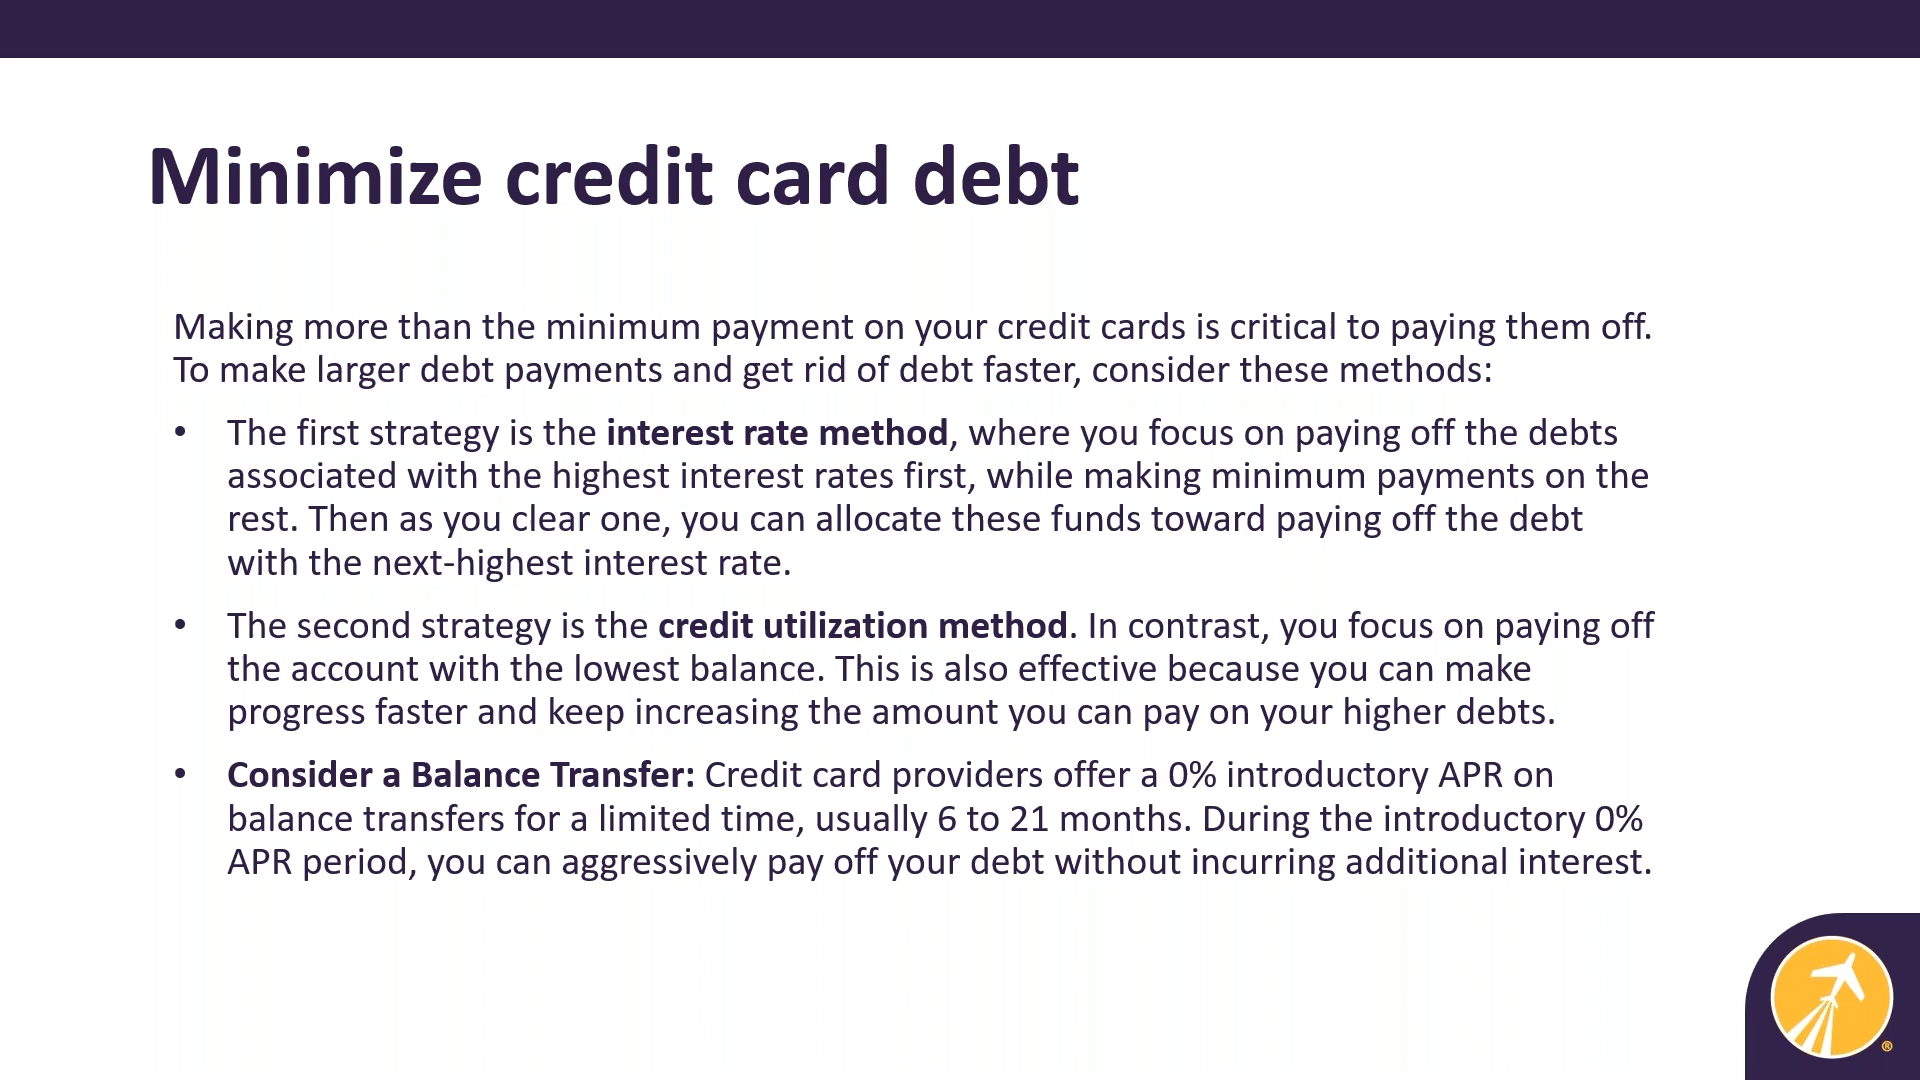 Minimize credit card debt
Making more than the minimum payment on your credit cards is critical to paying them off.
To make larger debt payments and get rid of debt faster, consider these methods:
• The first strategy is the interest rate method, where you focus on paying off the debts
associated with the highest interest rates first, while making minimum payments on the
rest. Then as you clear one, you can allocate these funds toward paying off the debt
with the next-highest interest rate.
• The second strategy is the credit utilization method. In contrast, you focus on paying off
the account with the lowest balance. This is also effective because you can make
progress faster and keep increasing the amount you can pay on your higher debts.
• Consider a Balance Transfer: Credit card providers offer a 0% introductory APR on
balance transfers for a limited time, usually 6 to 21 months. During the introductory 0%
APR period, you can aggressively pay off your debt without incurring additional interest.
®